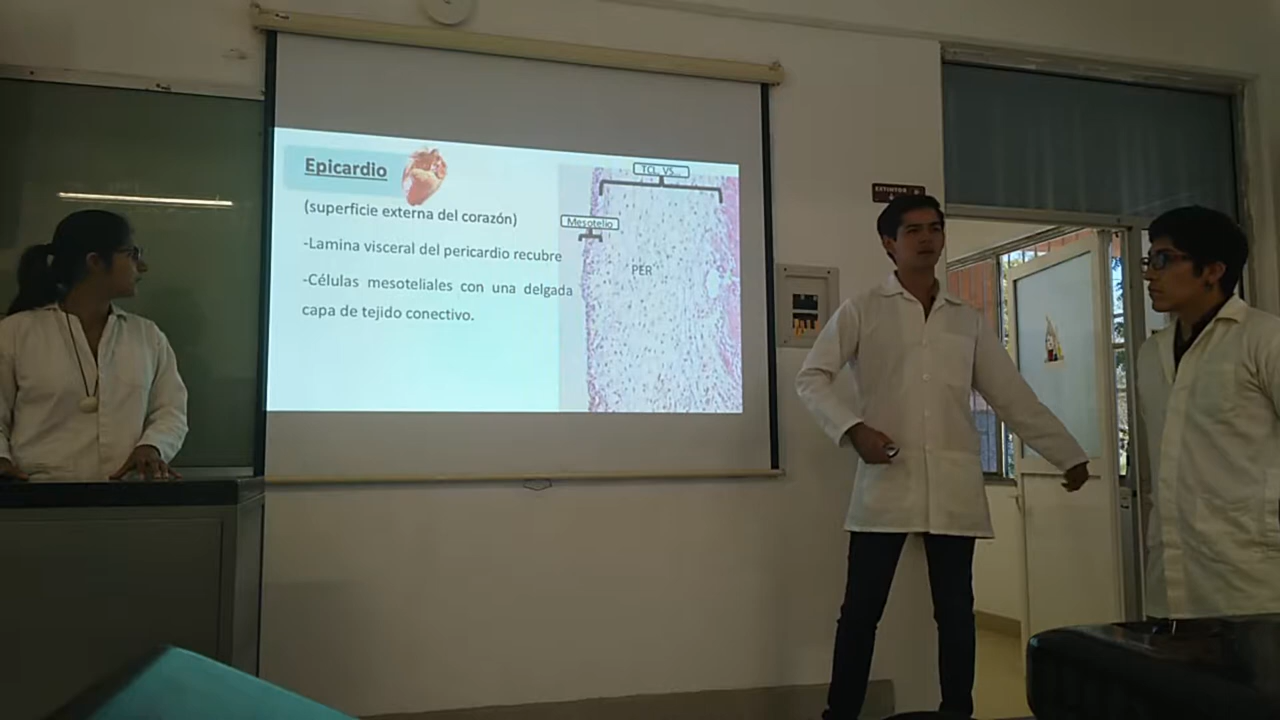 Epicardio
(superficie externa del corazón)
-Lamina visceral del pericardio recubre
-Células mesoteliales con una delgada
capa de tejido conectivo.
TCL, VS...
Mesotelio
PER
EXTINTOR